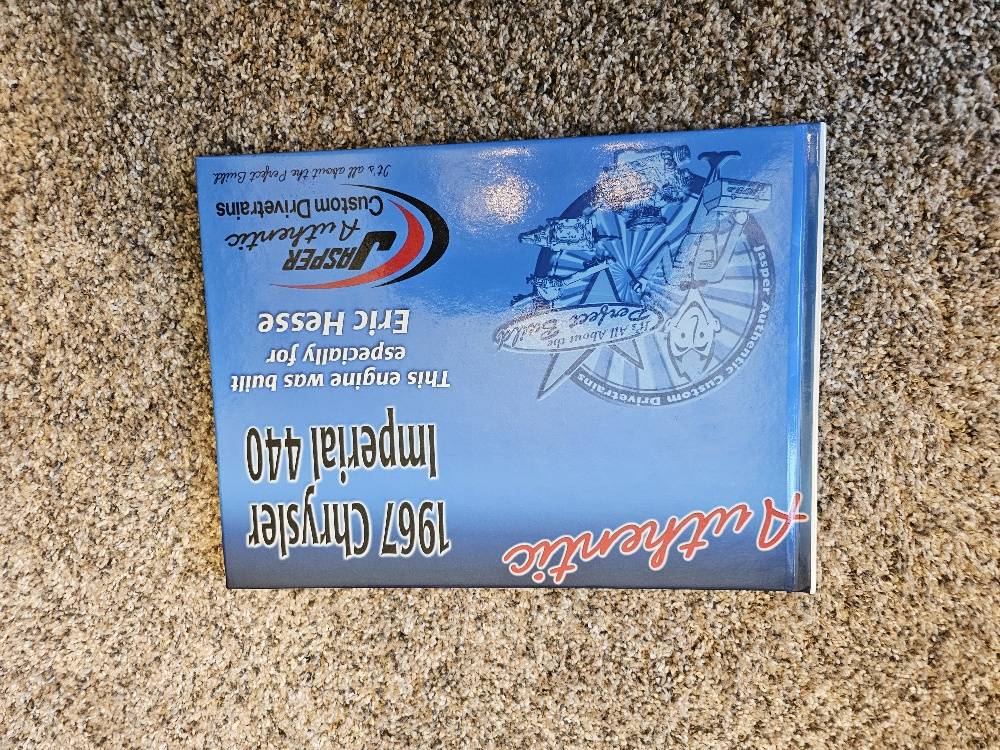 Authentic
1967 Chrysler
Imperial 440
This engine was built
especially for
Eric Hesse
JASPER
Authentic
Custom Drivetrains
It's all about the Perfect Build.
Jasper Authentic Custom Drivetrains
It's All About the
Perfect
Build